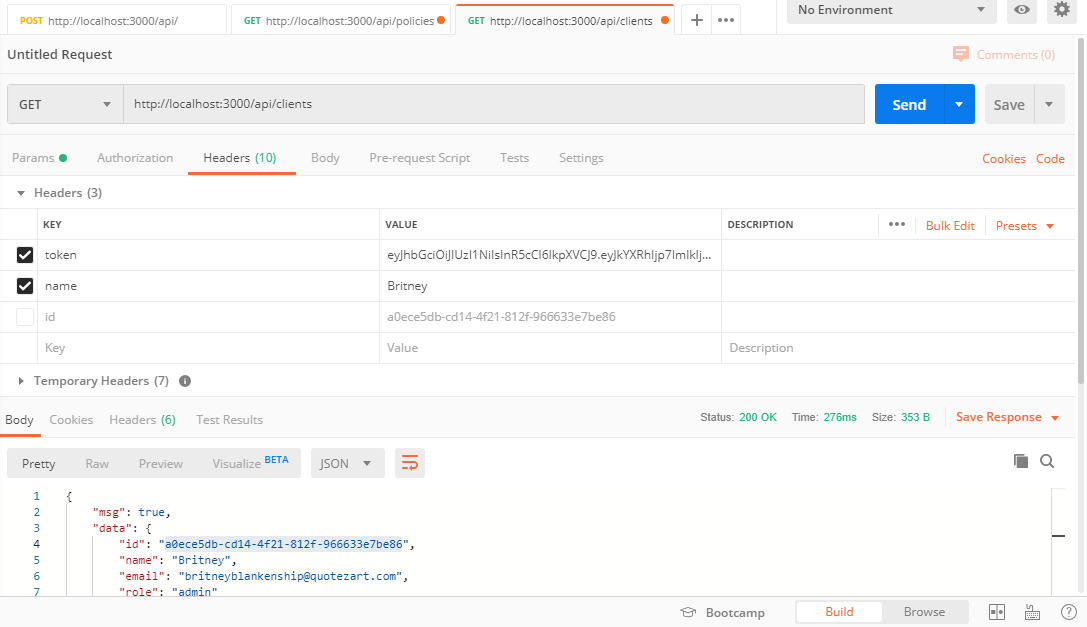 POST http://localhost:3000/api/ GET http://localhost:3000/api/policies GET http://localhost:3000/api/clients + ••• No Environment
Untitled Request Comments (0)
GET http://localhost:3000/api/clients Send Save
Params Authorization Headers (10) Body Pre-request Script Tests Settings Cookies Code
Headers (3)
KEY VALUE DESCRIPTION ••• Bulk Edit Presets
token
name Britney
id a0ece5db-cd14-4f21-812f-966633e7be86
Key Value Description
Temporary Headers (7) i
Body Cookies Headers (6) Test Results Status: 200 OK Time: 276ms Size: 353 B Save Response
Pretty Raw Preview Visualize BETA JSON
1 {
2 "msg": true,
3 "data": {
4 "id": "a0ece5db-cd14-4f21-812f-966633e7be86",
5 "name": "Britney",
6 "email": "britneyblankenship@quotezart.com",
7 "role": "admin"
Bootcamp Build Browse ?